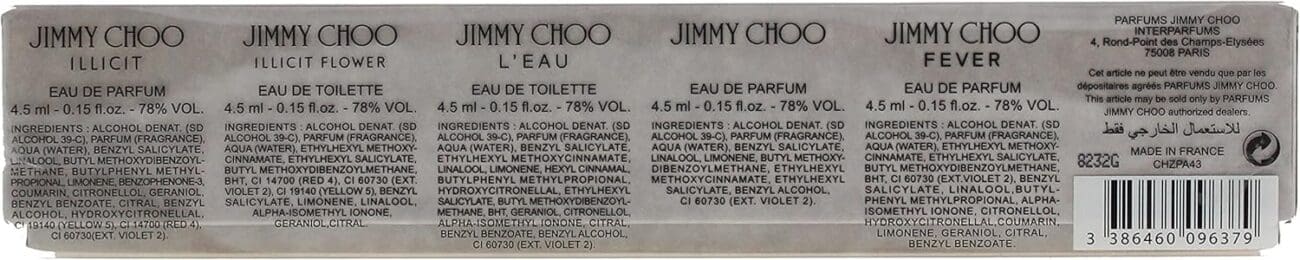 JIMMY CHOO
ILLICIT
EAU DE PARFUM
4.5 ml - 0.15 fl.oz. - 78% VOL.
INGREDIENTS : ALCOHOL DENAT. (SD
ALCOHOL 39-C), PARFUM (FRAGRANCE),
AQUA (WATER), BENZYL SALICYLATE,
LINALOOL, BUTYL METHOXYDIBENZOYL-
METHANE, BUTYLPHENYL METHYL-
PROPIONAL, LIMONENE, BENZOPHENONE-3,
COUMARIN, CITRONELLOL, GERANIOL,
BENZYL BENZOATE, CITRAL, BENZYL
ALCOHOL, HYDROXYCITRONELLAL,
CI 19140 (YELLOW 5), CI 14700 (RED 4),
CI 60730(EXT. VIOLET 2).
JIMMY CHOO
ILLICIT FLOWER
EAU DE TOILETTE
4.5 ml - 0.15 fl.oz. - 78% VOL.
INGREDIENTS : ALCOHOL DENAT. (SD
ALCOHOL 39-C), PARFUM (FRAGRANCE),
AQUA (WATER), ETHYLHEXYL METHOXY-
CINNAMATE, ETHYLHEXYL SALICYLATE,
BUTYL METHOXYDIBENZOYLMETHANE,
BHT, CI 14700 (RED 4), CI 60730 (EXT.
VIOLET 2), CI 19140 (YELLOW 5), BENZYL
SALICYLATE, LIMONENE, LINALOOL,
ALPHA-ISOMETHYL IONONE,
GERANIOL,CITRAL.
JIMMY CHOO
L'EAU
EAU DE TOILETTE
4.5 ml - 0.15 fl.oz. - 78% VOL.
INGREDIENTS : ALCOHOL DENAT. (SD
ALCOHOL 39-C), PARFUM (FRAGRANCE),
AQUA (WATER), BENZYL SALICYLATE,
ETHYLHEXYL METHOXYCINNAMATE,
LINALOOL, LIMONENE, HEXYL CINNAMAL,
BUTYLPHENYL METHYLPROPIONAL,
HYDROXYCITRONELLAL, ETHYLHEXYL
SALICYLATE, BUTYL METHOXYDIBENZOYL-
METHANE, BHT, GERANIOL, CITRONELLOL,
ALPHA-ISOMETHYL IONONE, CITRAL,
BENZYL BENZOATE, BENZYL ALCOHOL,
CI 60730 (EXT. VIOLET 2).
JIMMY CHOO
EAU DE PARFUM
4.5 ml - 0.15 fl.oz. - 78% VOL.
INGREDIENTS : ALCOHOL DENAT. (SD
ALCOHOL 39-C), PARFUM (FRAGRANCE),
AQUA (WATER), BENZYL SALICYLATE,
LINALOOL, LIMONENE, BUTYL METHOXY-
DIBENZOYLMETHANE, ETHYLHEXYL
METHOXYCINNAMATE, ETHYLHEXYL
SALICYLATE, BENZYL ALCOHOL,
CI 60730 (EXT. VIOLET 2).
JIMMY CHOO
FEVER
EAU DE PARFUM
4.5 ml - 0.15 fl.oz. - 78% VOL.
INGREDIENTS : ALCOHOL DENAT. (SD
ALCOHOL 39-C), PARFUM (FRAGRANCE),
AQUA (WATER), ETHYLHEXYL METHOXY-
CINNAMATE, ETHYLHEXYL SALICYLATE,
BUTYL METHOXYDIBENZOYLMETHANE,
BHT, CI 14700 (RED 4), CI 60730 (EXT.
VIOLET 2), CI 19140 (YELLOW 5), BENZYL
SALICYLATE, LINALOOL,BUTYL-
PHENYL METHYLPROPIONAL, ALPHA-
ISOMETHYL IONONE, CITRONELLOL,
HYDROXYCITRONELLAL,COUMARIN,
LIMONENE, GERANIOL,CITRAL,
BENZYL BENZOATE.
PARFUMS JIMMY CHOO
INTERPARFUMS
4, Rond-Point des Champs-Elysées
75008 PARIS
Cet article ne peut être vendu que par les
dépositaires agréés PARFUMS JIMMY CHOO.
This article may be sold only by PARFUMS
JIMMY CHOO authorized dealers.
للاستعمال الخارجي فقط
8232G
MADE IN FRANCE
CHZPA43
3 386460 096379